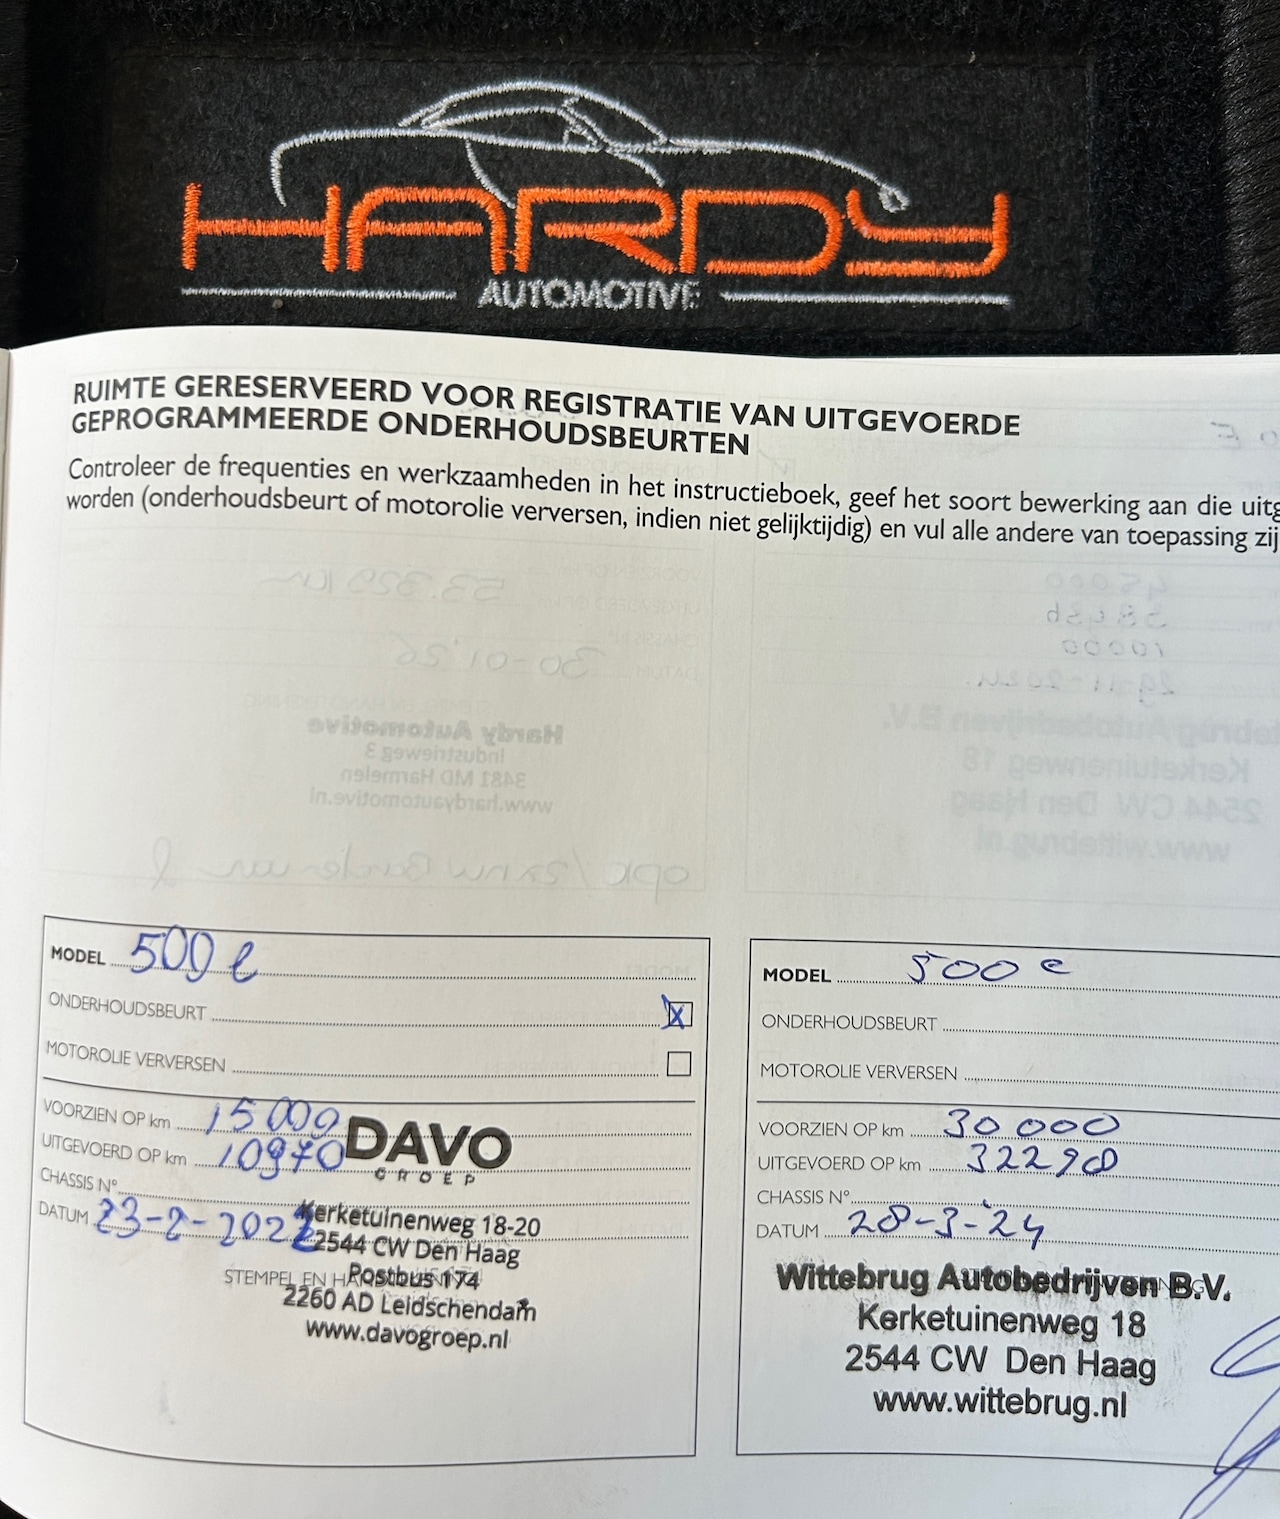 HARDY
AUTOMOTIVE
RUIMTE GERESERVEERD VOOR REGISTRATIE VAN UITGEVOERDE
GEPROGRAMMEERDE ONDERHOUDSBEURTEN
Controleer de frequenties en werkzaamheden in het instructieboek, geef het soort bewerking aan die uitg
worden (onderhoudsbeurt of motorolie verversen, indien niet gelijktijdig) en vul alle andere van toepassing zij
MODEL 500 e
ONDERHOUDSBEURT X
MOTOROLIE VERVERSEN
VOORZIEN OP km 15000
UITGEVOERD OP km 10970
CHASSIS N°
DATUM 23-2-2022
DAVO
GROEP
Kerketuinenweg 18-20
2544 CW Den Haag
STEMPEL EN
Postbus 174
2260 AD Leidschendam
www.davogroep.nl
MODEL 500 e
ONDERHOUDSBEURT
MOTOROLIE VERVERSEN
VOORZIEN OP km 30000
UITGEVOERD OP km 32290
CHASSIS N°
DATUM 28-3-'24
Wittebrug Autobedrijven B.V.
Kerketuinenweg 18
2544 CW Den Haag
www.wittebrug.nl